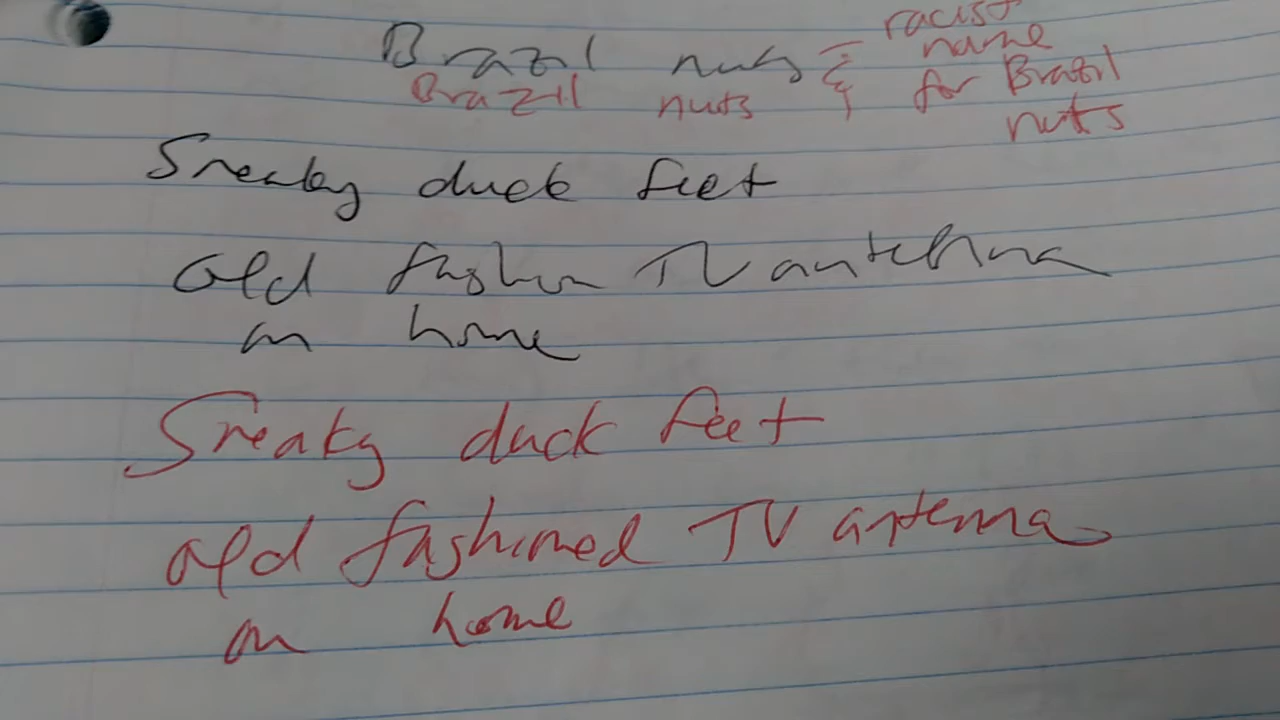 racist
Brazil nuts & name
Brazil nuts for Brazil
nuts
Sneaky duck feet
old fashion TV antenna
on home
Sneaky duck feet
old fashioned TV antenna
on home